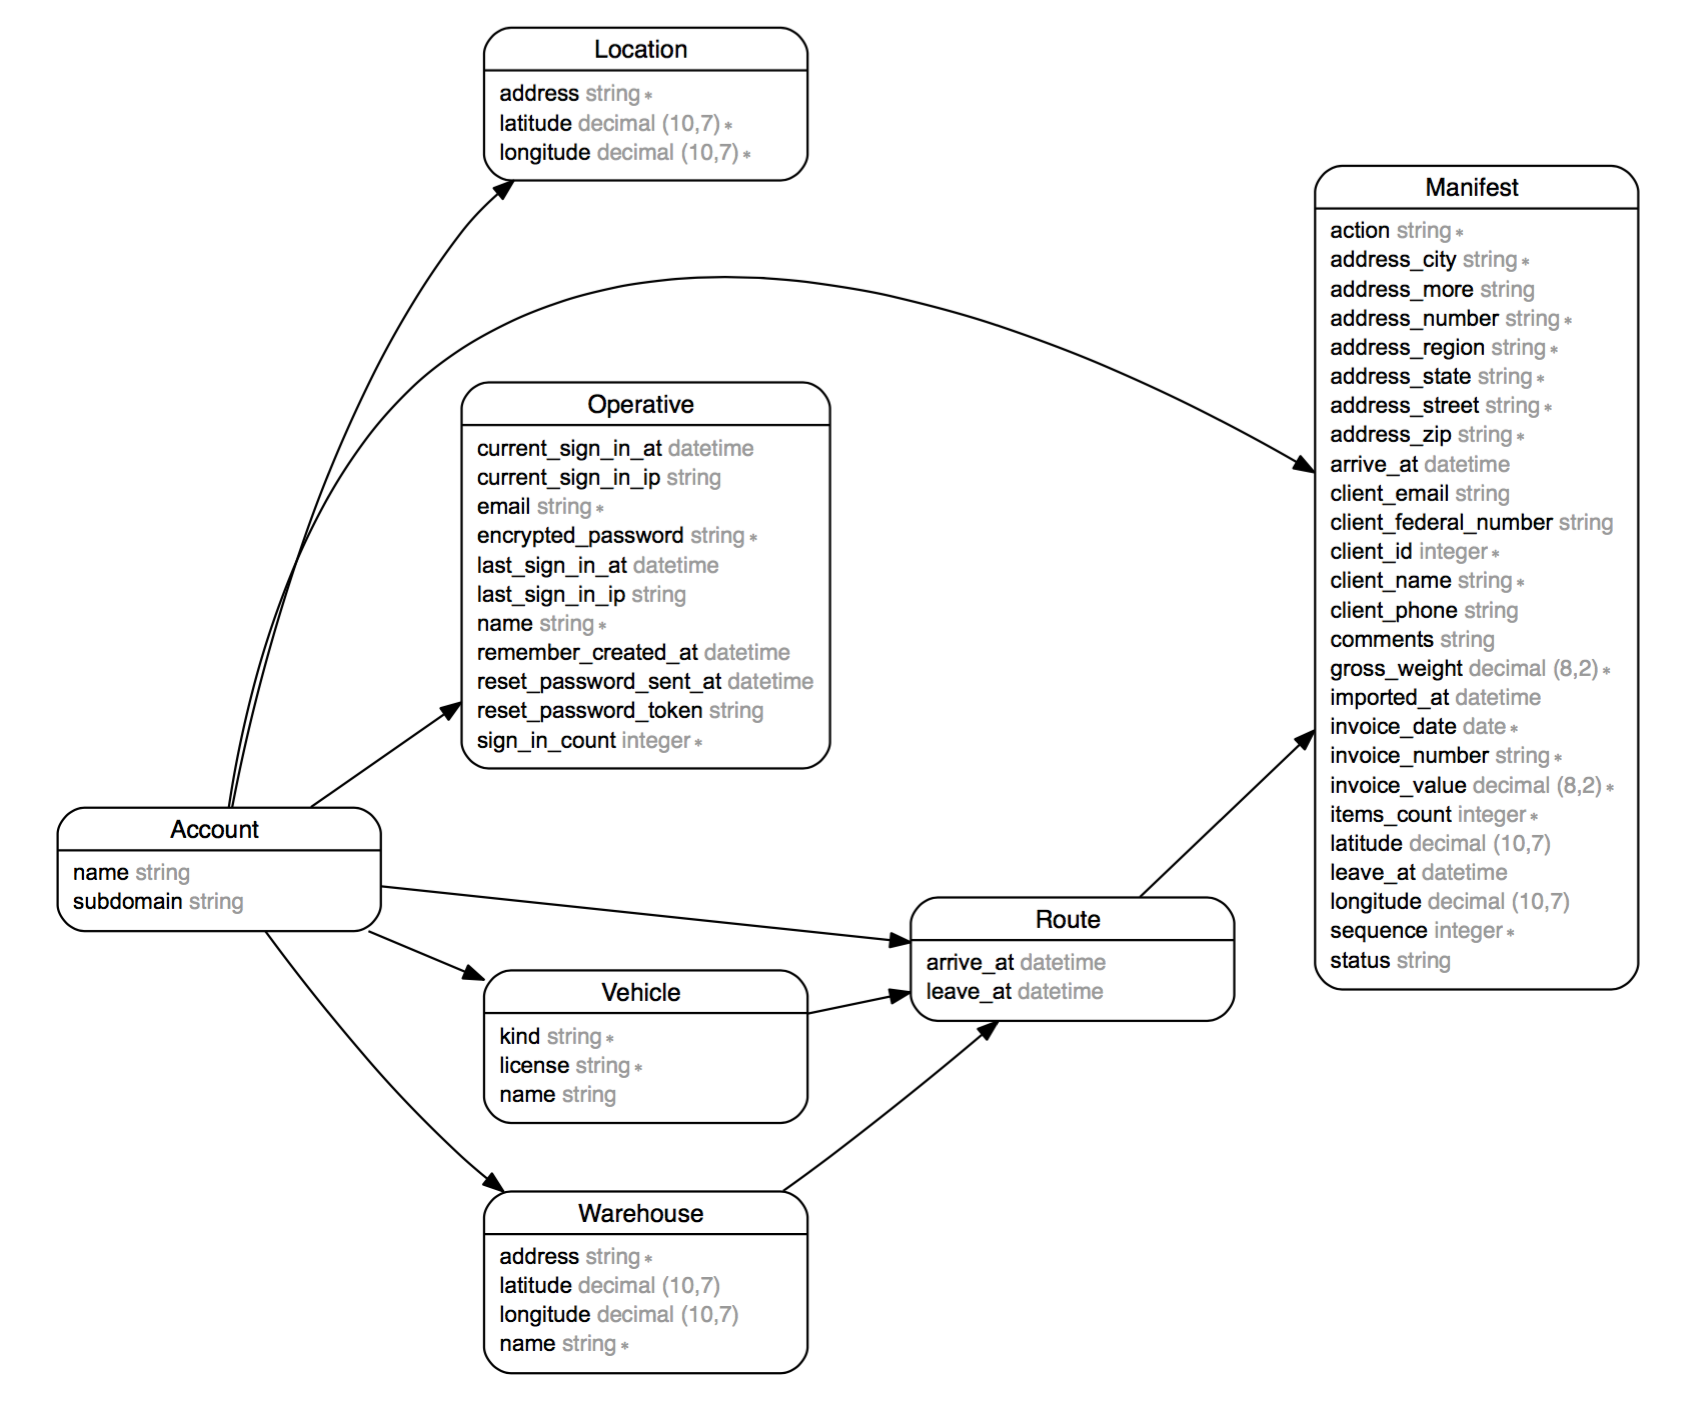 Location
address string *
latitude decimal (10,7) *
longitude decimal (10,7) *
Manifest
action string *
address_city string *
address_more string
address_number string *
address_region string *
address_state string *
address_street string *
address_zip string *
arrive_at datetime
client_email string
client_federal_number string
client_id integer *
client_name string *
client_phone string
comments string
gross_weight decimal (8,2) *
imported_at datetime
invoice_date date *
invoice_number string *
invoice_value decimal (8,2) *
items_count integer *
latitude decimal (10,7)
leave_at datetime
longitude decimal (10,7)
sequence integer *
status string
Operative
current_sign_in_at datetime
current_sign_in_ip string
email string *
encrypted_password string *
last_sign_in_at datetime
last_sign_in_ip string
name string *
remember_created_at datetime
reset_password_sent_at datetime
reset_password_token string
sign_in_count integer *
Account
name string
subdomain string
Route
arrive_at datetime
leave_at datetime
Vehicle
kind string *
license string *
name string
Warehouse
address string *
latitude decimal (10,7)
longitude decimal (10,7)
name string *